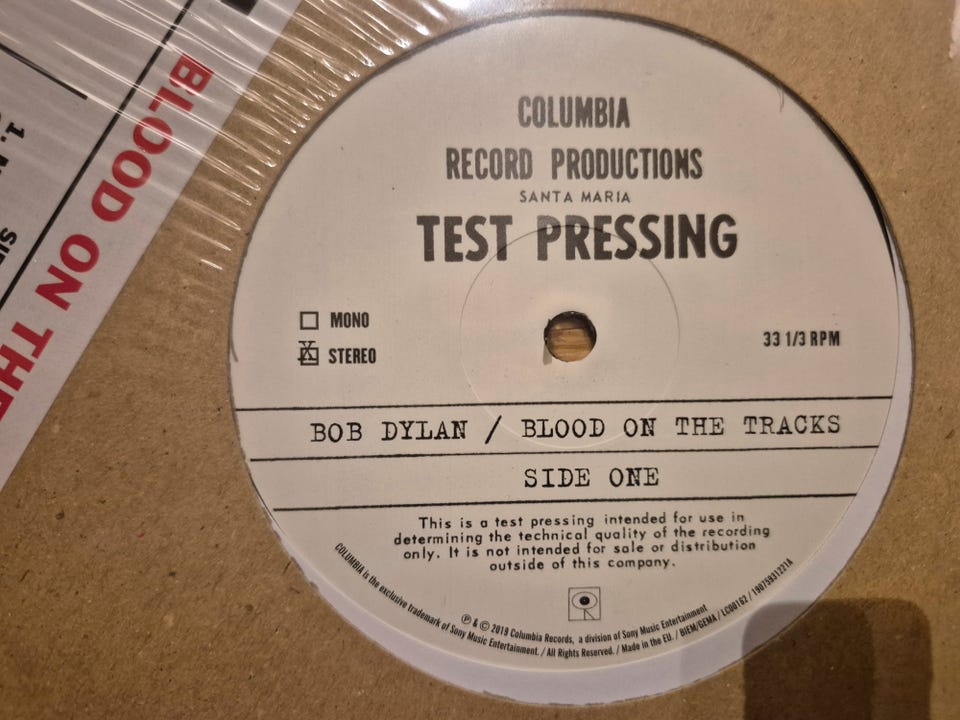 BLOOD ON THE
1.
COLUMBIA
RECORD PRODUCTIONS
SANTA MARIA
TEST PRESSING
MONO
X STEREO
33 1/3 RPM
BOB DYLAN / BLOOD ON THE TRACKS
SIDE ONE
This is a test pressing intended for use in
determining the technical quality of the recording
only. It is not intended for sale or distribution
outside of this company.
COLUMBIA is the exclusive trademark of Sony Music Entertainment. / All Rights Reserved. / Made in the EU. / BIEM/GEMA / LC00162 / 190759312214
℗ & © 2019 Columbia Records, a division of Sony Music Entertainment